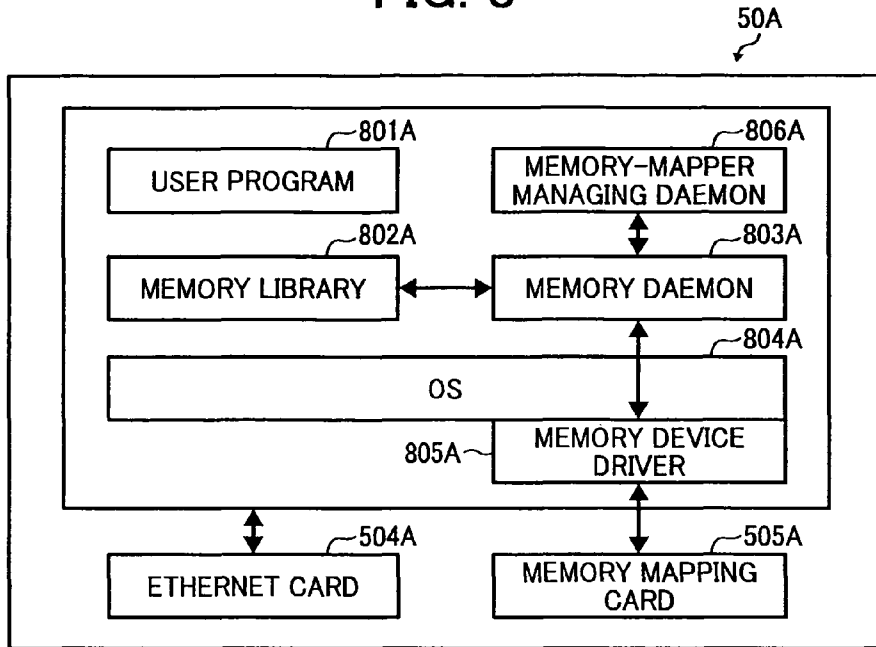 FIG.
50A
801A
806A
USER PROGRAM
MEMORY-MAPPER
MANAGING DAEMON
802A
803A
MEMORY LIBRARY
MEMORY DAEMON
804A
OS
805A
MEMORY DEVICE
DRIVER
504A
505A
ETHERNET CARD
MEMORY MAPPING
CARD